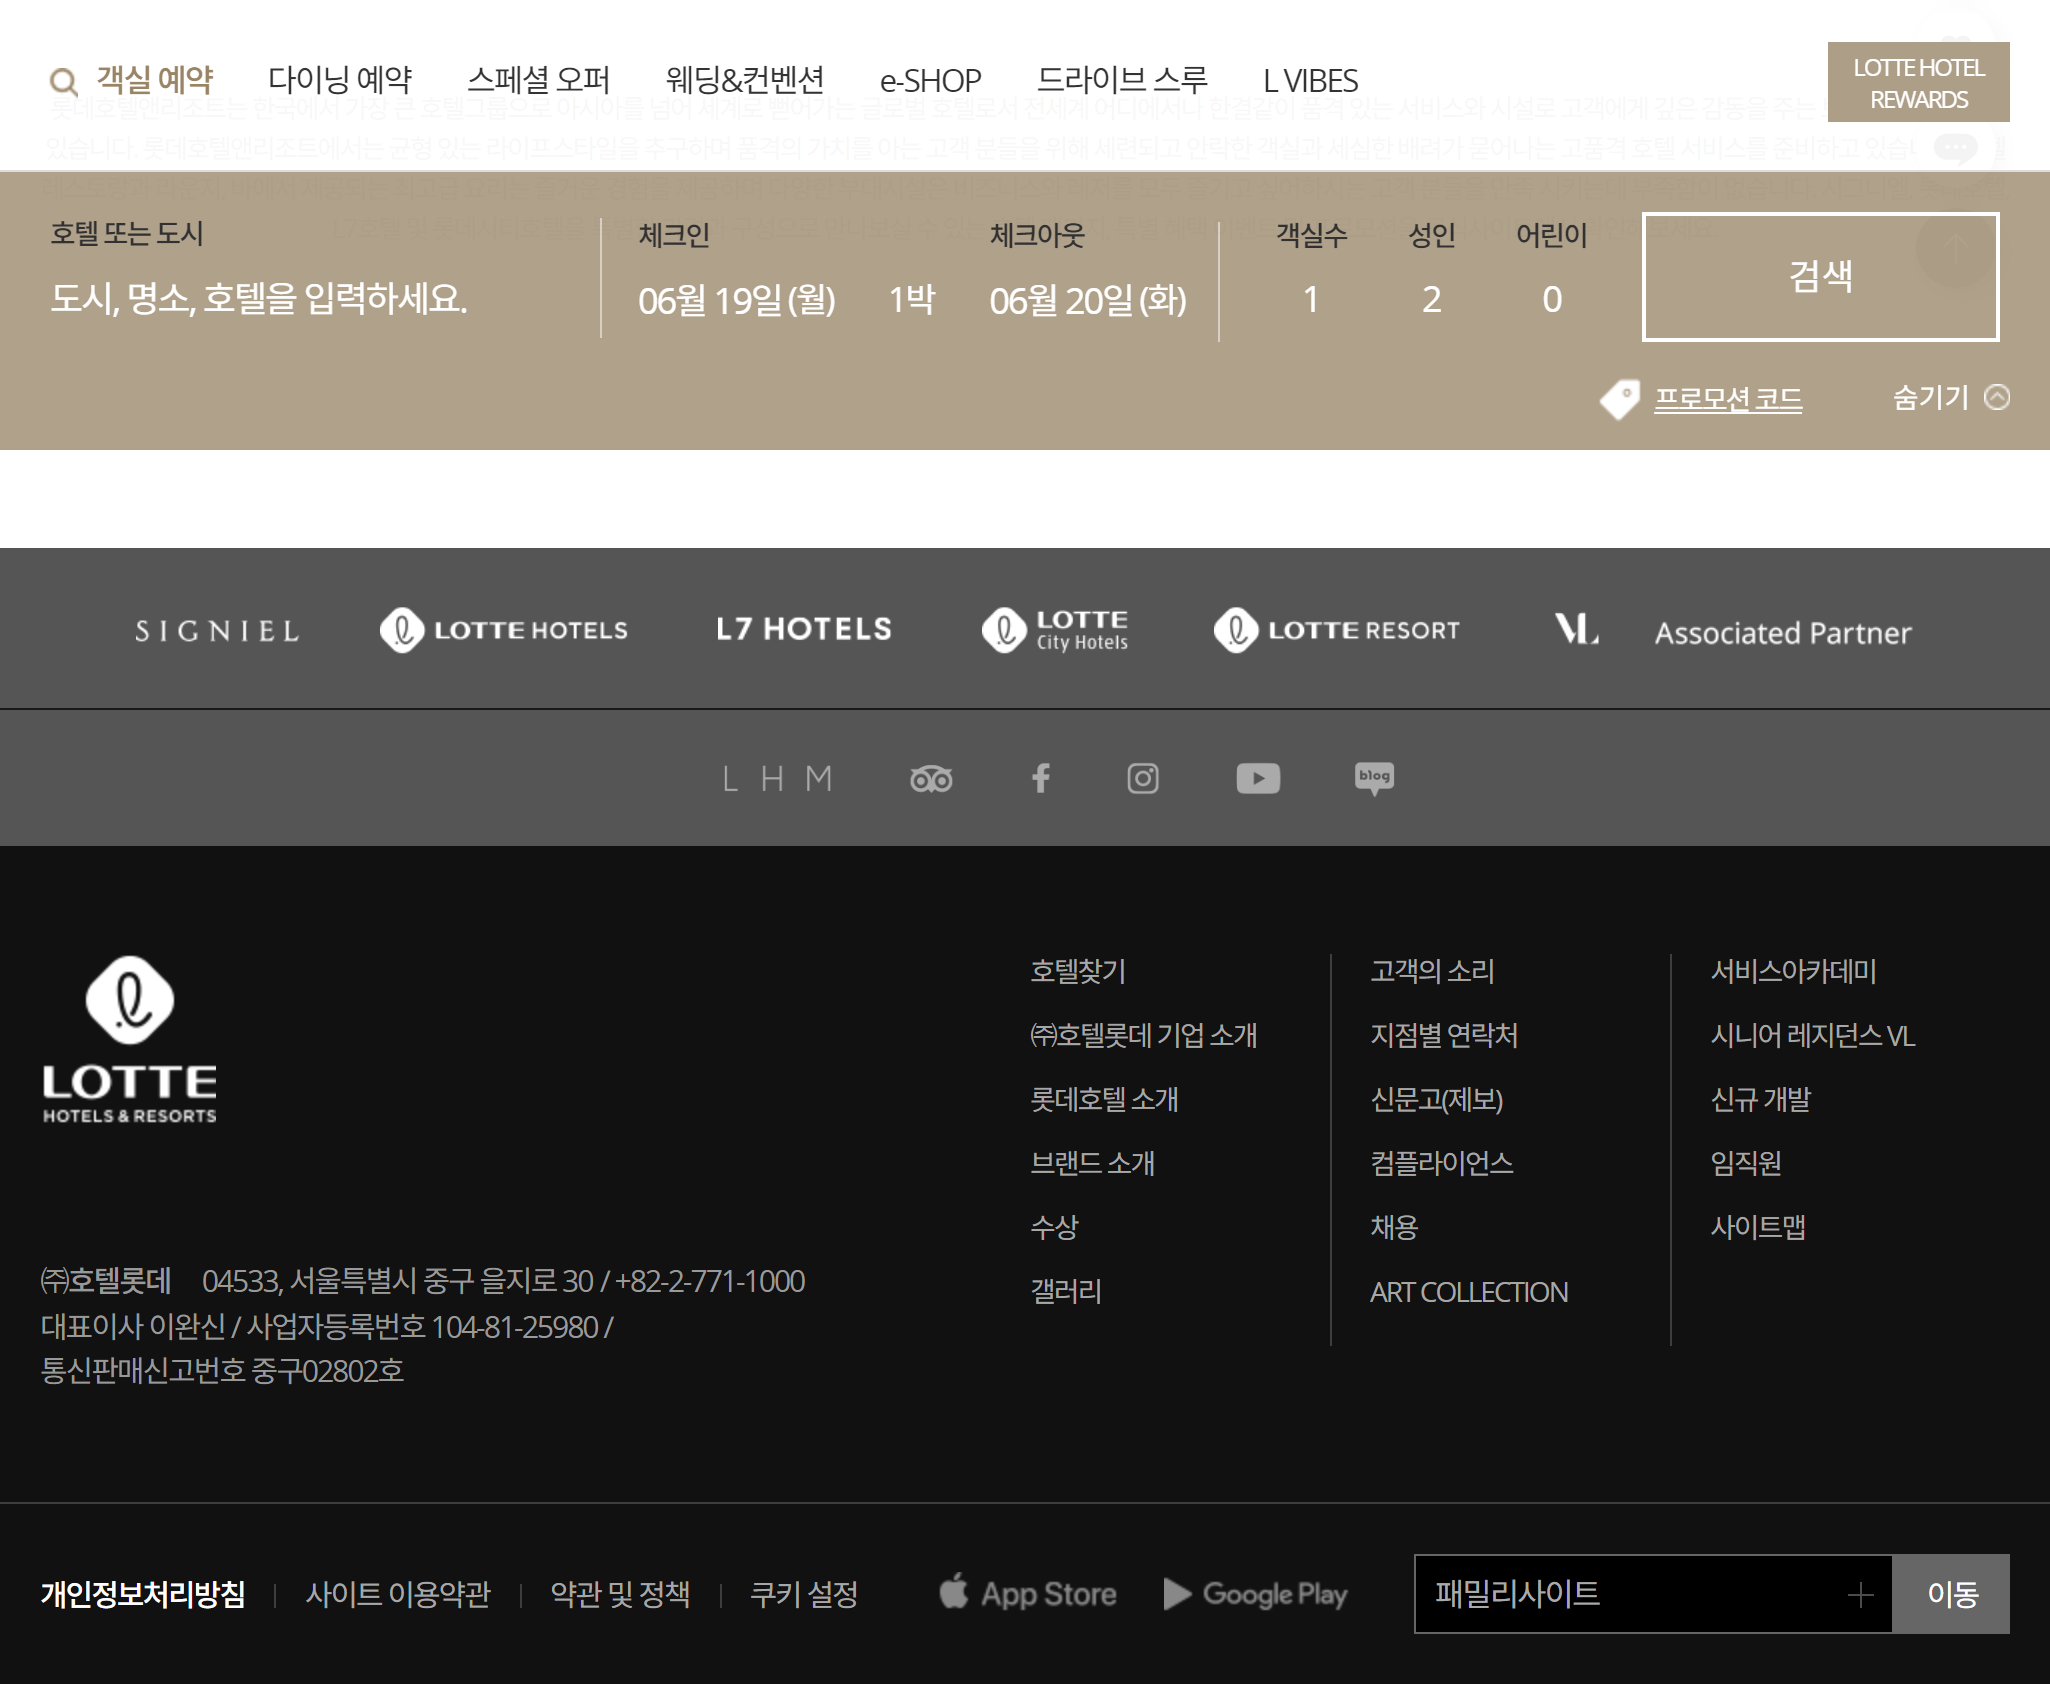 객실 예약 다이닝 예약 스페셜 오퍼 웨딩&컨벤션 e-SHOP 드라이브 스루 L VIBES
LOTTE HOTEL
REWARDS
롯데호텔앤리조트는 한국에서 가장 큰 호텔그룹으로 아시아를 넘어 세계로 뻗어가는 글로벌 호텔로서 전세계 어디에서나 한결같이 품격 있는 서비스와 시설로 고객에게 깊은 감동을 주는
있습니다. 롯데호텔앤리조트에서는 균형 있는 라이프스타일을 추구하며 품격의 가치를 아는 고객 분들을 위해 세련되고 안락한 객실과 세심한 배려가 묻어나는 고품격 호텔 서비스를 준비하고
호텔 또는 도시 체크인 체크아웃 객실수 성인 어린이
도시, 명소, 호텔을 입력하세요. 06월 19일 (월) 1박 06월 20일 (화) 1 2 0
검색
프로모션 코드 숨기기
SIGNIEL LOTTE HOTELS L7 HOTELS LOTTE City Hotels LOTTE RESORT VL Associated Partner
L H M blog
LOTTE
HOTELS & RESORTS
호텔찾기
㈜호텔롯데 기업 소개
롯데호텔 소개
브랜드 소개
수상
갤러리
고객의 소리
지점별 연락처
신문고(제보)
컴플라이언스
채용
ART COLLECTION
서비스아카데미
시니어 레지던스 VL
신규 개발
임직원
사이트맵
㈜호텔롯데 04533, 서울특별시 중구 을지로 30 / +82-2-771-1000
대표이사 이완신 / 사업자등록번호 104-81-25980 /
통신판매신고번호 중구02802호
개인정보처리방침 사이트 이용약관 약관 및 정책 쿠키 설정 App Store Google Play 패밀리사이트 이동